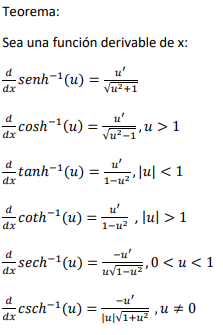 Teorema:
Sea una función derivable de x:
d/dx senh⁻¹(u) = u′/√(u²+1)
d/dx cosh⁻¹(u) = u′/√(u²−1), u > 1
d/dx tanh⁻¹(u) = u′/(1−u²), |u| < 1
d/dx coth⁻¹(u) = u′/(1−u²) , |u| > 1
d/dx sech⁻¹(u) = −u′/(u√(1−u²)), 0 < u < 1
d/dx csch⁻¹(u) = −u′/(|u|√(1+u²)) , u ≠ 0